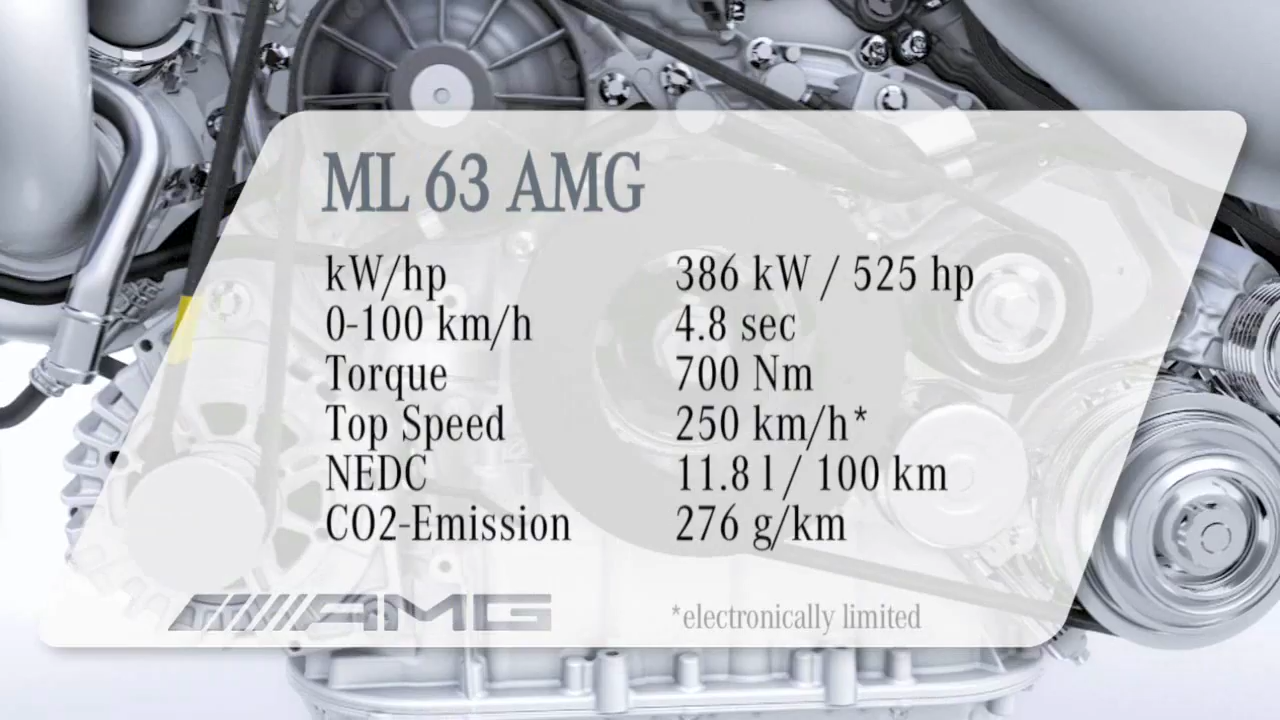 ML 63 AMG
kW/hp 386 kW / 525 hp
0-100 km/h 4.8 sec
Torque 700 Nm
Top Speed 250 km/h*
NEDC 11.8 l / 100 km
CO2-Emission 276 g/km
AMG *electronically limited